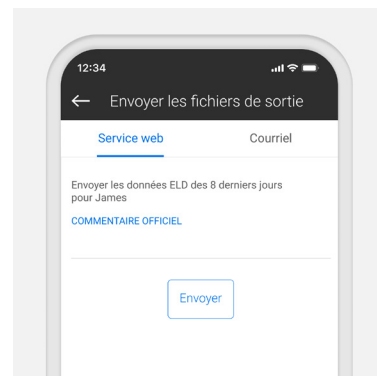 12:34
Envoyer les fichiers de sortie
Service web Courriel
Envoyer les données ELD des 8 derniers jours
pour James
COMMENTAIRE OFFICIEL
Envoyer